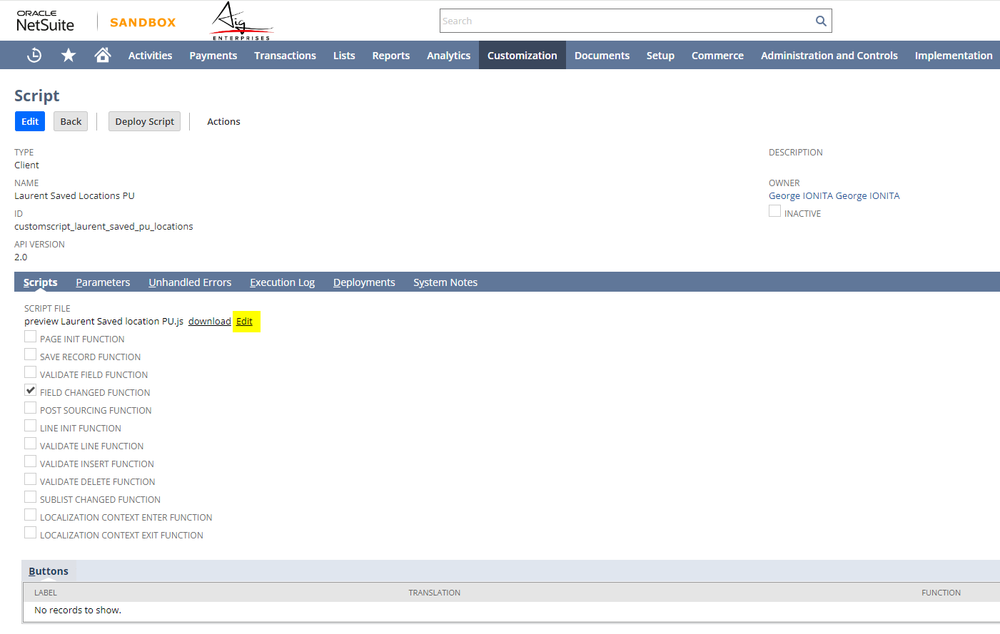 ORACLE
NetSuite
SANDBOX
Aig
ENTERPRISES
Search
Activities Payments Transactions Lists Reports Analytics Customization Documents Setup Commerce Administration and Controls Implementation
Script
Edit Back Deploy Script Actions
TYPE
Client
NAME
Laurent Saved Locations PU
ID
customscript_laurent_saved_pu_locations
API VERSION
2.0
DESCRIPTION
OWNER
George IONITA George IONITA
INACTIVE
Scripts Parameters Unhandled Errors Execution Log Deployments System Notes
SCRIPT FILE
preview Laurent Saved location PU.js download Edit
PAGE INIT FUNCTION
SAVE RECORD FUNCTION
VALIDATE FIELD FUNCTION
FIELD CHANGED FUNCTION
POST SOURCING FUNCTION
LINE INIT FUNCTION
VALIDATE LINE FUNCTION
VALIDATE INSERT FUNCTION
VALIDATE DELETE FUNCTION
SUBLIST CHANGED FUNCTION
LOCALIZATION CONTEXT ENTER FUNCTION
LOCALIZATION CONTEXT EXIT FUNCTION
Buttons
LABEL TRANSLATION FUNCTION
No records to show.